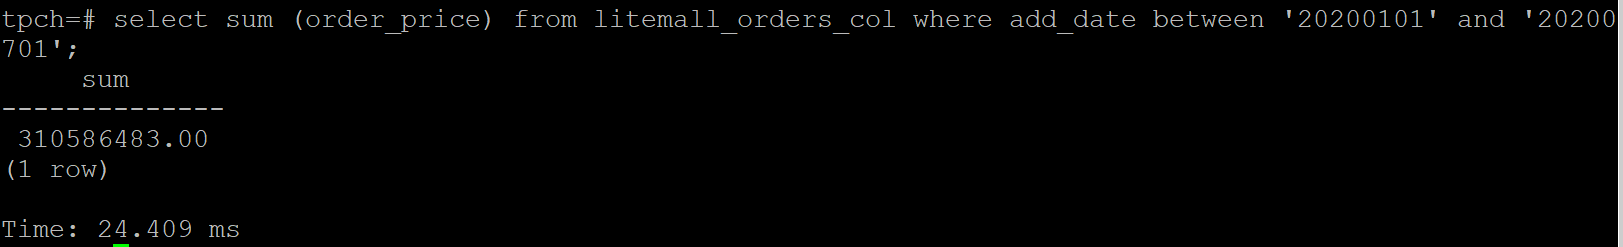 tpch=# select sum (order_price) from litemall_orders_col where add_date between '20200101' and '20200
701';
     sum
--------------
 310586483.00
(1 row)

Time: 24.409 ms